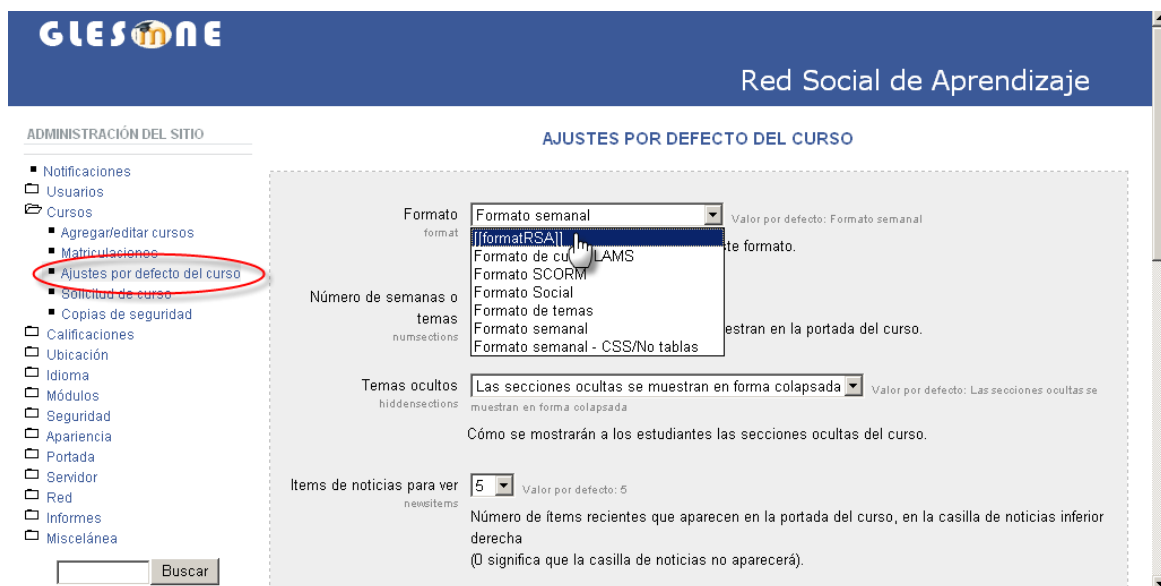 GLESONE
Red Social de Aprendizaje
ADMINISTRACIÓN DEL SITIO
Notificaciones
Usuarios
Cursos
Agregar/editar cursos
Matriculaciones
Ajustes por defecto del curso
Solicitud de curso
Copias de seguridad
Calificaciones
Ubicación
Idioma
Módulos
Seguridad
Apariencia
Portada
Servidor
Red
Informes
Miscelánea
Buscar
AJUSTES POR DEFECTO DEL CURSO
Formato Formato semanal Valor por defecto: Formato semanal
format
[[formatRSA]]
te formato.
Formato de cu LAMS
Formato SCORM
Formato Social
Formato de temas
Formato semanal
Formato semanal - CSS/No tablas
Número de semanas o
temas
numsections
estran en la portada del curso.
Temas ocultos Las secciones ocultas se muestran en forma colapsada Valor por defecto: Las secciones ocultas se
hiddensections muestran en forma colapsada
Cómo se mostrarán a los estudiantes las secciones ocultas del curso.
Items de noticias para ver 5 Valor por defecto: 5
newsitems
Número de ítems recientes que aparecen en la portada del curso, en la casilla de noticias inferior
derecha
(0 significa que la casilla de noticias no aparecerá).